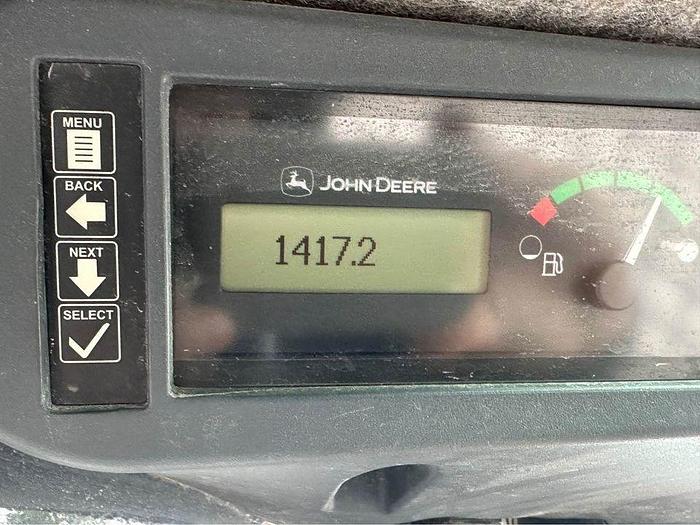 MENU
BACK
NEXT
SELECT
JOHN DEERE
1417.2